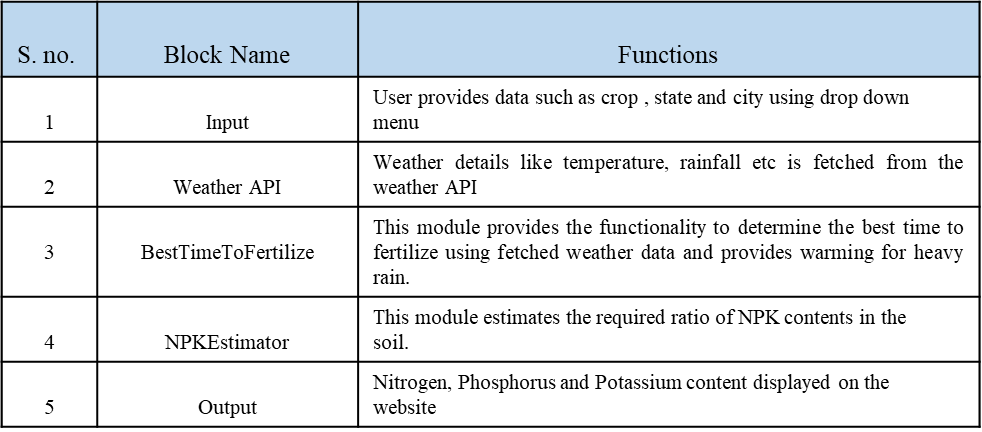 S. no. Block Name Functions
User provides data such as crop , state and city using drop down
1 Input menu
Weather details like temperature, rainfall etc is fetched from the
2 Weather API weather API
This module provides the functionality to determine the best time to
3 BestTimeToFertilize fertilize using fetched weather data and provides warming for heavy
rain.
This module estimates the required ratio of NPK contents in the
4 NPKEstimator soil.
Nitrogen, Phosphorus and Potassium content displayed on the
5 Output website